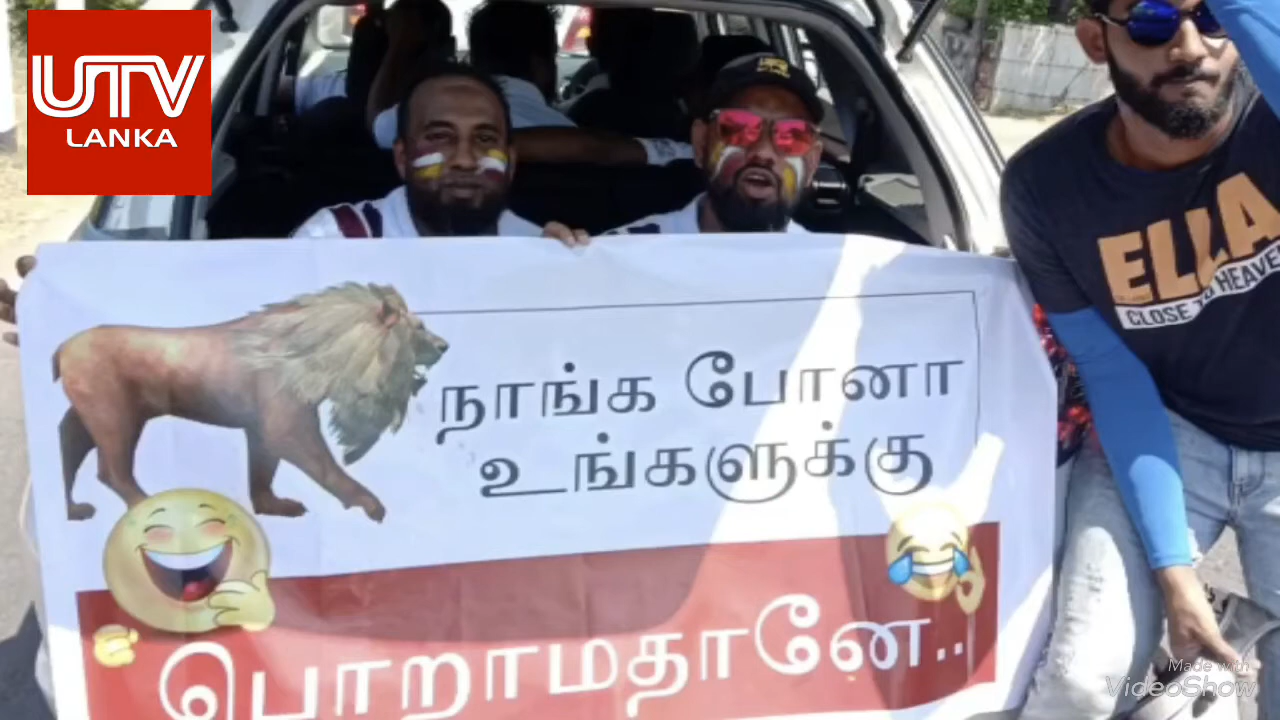 UTV
LANKA
ELLA
CLOSE TO HEAVEN
நாங்க போனா
உங்களுக்கு
பொறாமதானே..
Made with
VideoShow